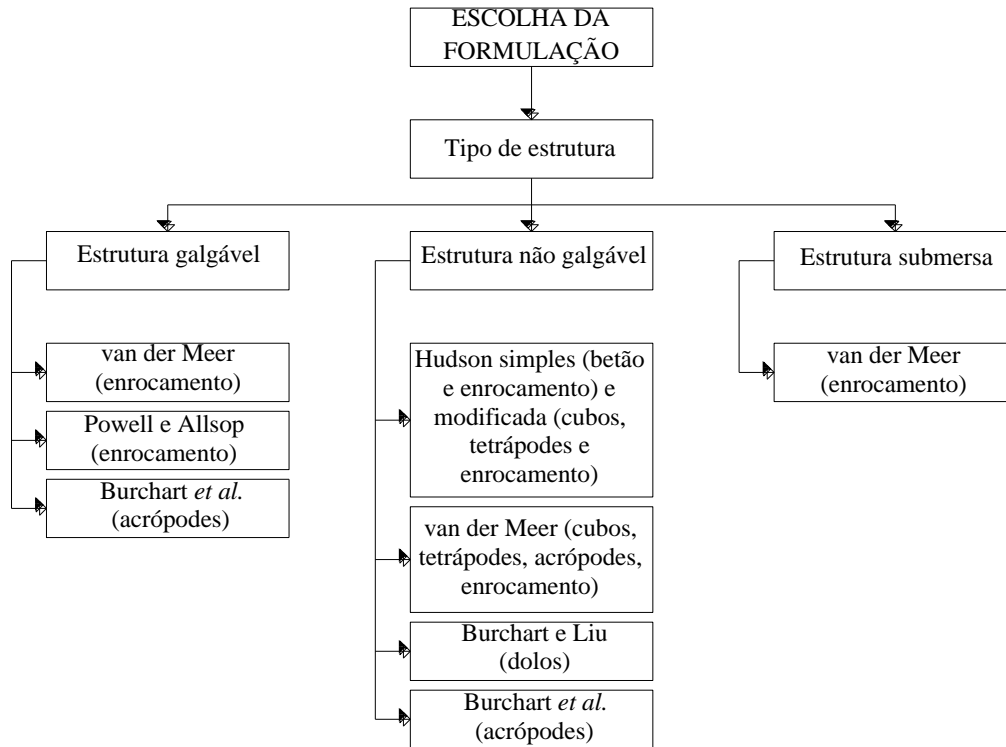 ESCOLHA DA
FORMULAÇÃO
Tipo de estrutura
Estrutura galgável
van der Meer
(enrocamento)
Powell e Allsop
(enrocamento)
Burchart et al.
(acrópodes)
Estrutura não galgável
Hudson simples (betão
e enrocamento) e
modificada (cubos,
tetrápodes e
enrocamento)
van der Meer (cubos,
tetrápodes, acrópodes,
enrocamento)
Burchart e Liu
(dolos)
Burchart et al.
(acrópodes)
Estrutura submersa
van der Meer
(enrocamento)